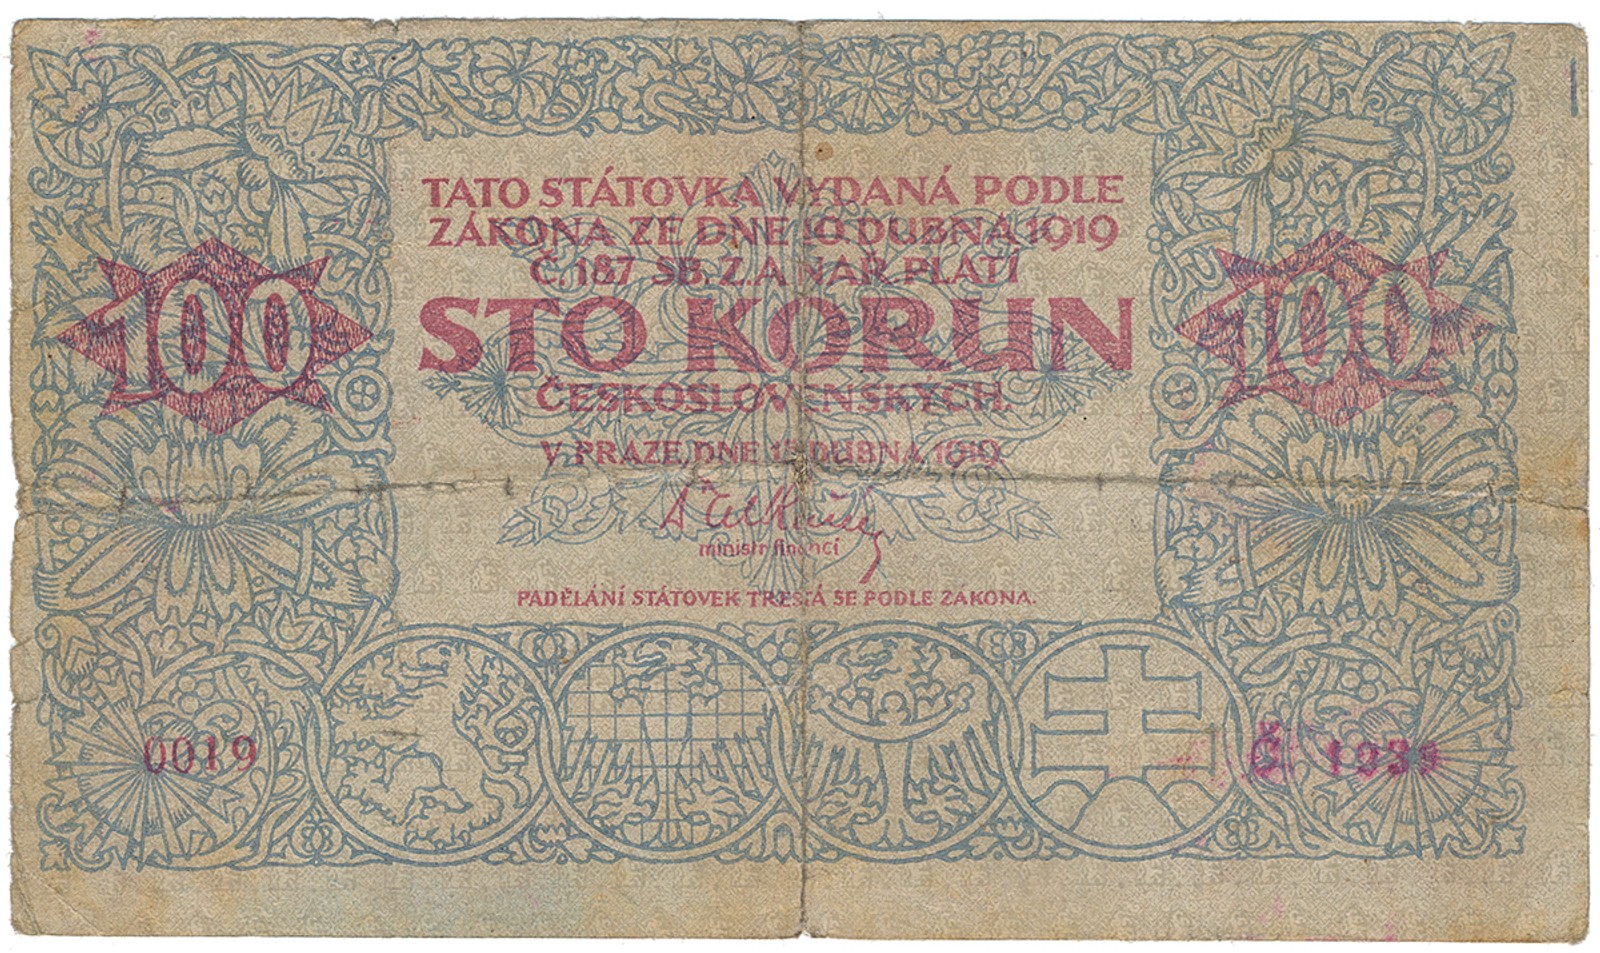 TATO STÁTOVKA VYDANÁ PODLE
ZÁKONA ZE DNE 10. DUBNA 1919
Č. 187 SB. Z. A NAŘ. PLATÍ
100 STO KORUN 100
ČESKOSLOVENSKÝCH.
V PRAZE, DNE 15. DUBNA 1919.
ministr financí
PADĚLÁNÍ STÁTOVEK TRESTÁ SE PODLE ZÁKONA.
0019
Č